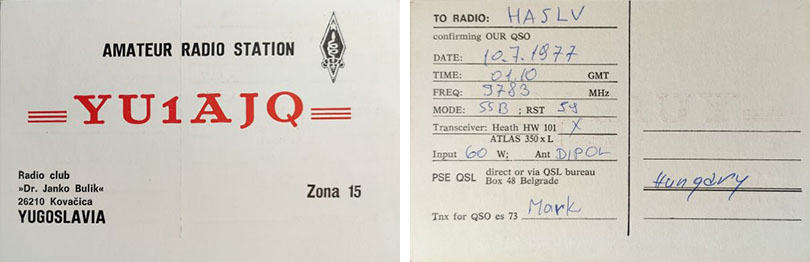 AMATEUR RADIO STATION
YU1AJQ
Radio club
»Dr. Janko Bulik«
26210 Kovačica
YUGOSLAVIA
Zona 15
TO RADIO: HA5LV
confirming OUR QSO
DATE: 10.7.1977
TIME: 01.10 GMT
FREQ: 9783 MHz
MODE: SSB ; RST 59
Transceiver: Heath HW 101 X
ATLAS 350 x L
Input 60 W; Ant DIPOL
PSE QSL direct or via QSL bureau
Box 48 Belgrade
Tnx for QSO es 73 Mark
Hungary